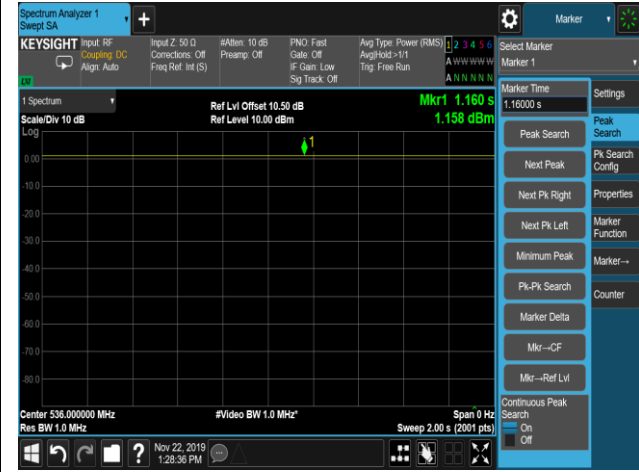 Spectrum Analyzer 1
Swept SA
+
Marker
KEYSIGHT
Input: RF
Coupling: DC
Align: Auto
Input Z: 50 Ω
Corrections: Off
Freq Ref: Int (S)
#Atten: 10 dB
Preamp: Off
PNO: Fast
Gate: Off
IF Gain: Low
Sig Track: Off
Avg Type: Power (RMS)
Avg|Hold:>1/1
Trig: Free Run
1 2 3 4 5 6
A W W W W W
A N N N N N
Select Marker
Marker 1
1 Spectrum
Scale/Div 10 dB
Log
Ref Lvl Offset 10.50 dB
Ref Level 10.00 dBm
Mkr1 1.160 s
1.158 dBm
1
0.00
-10.0
-20.0
-30.0
-40.0
-50.0
-60.0
-70.0
-80.0
Center 536.000000 MHz
Res BW 1.0 MHz
#Video BW 1.0 MHz*
Span 0 Hz
Sweep 2.00 s (2001 pts)
Marker Time
1.16000 s
Peak Search
Next Peak
Next Pk Right
Next Pk Left
Minimum Peak
Pk-Pk Search
Marker Delta
Mkr→CF
Mkr→Ref Lvl
Continuous Peak
Search
On
Off
Settings
Peak
Search
Pk Search
Config
Properties
Marker
Function
Marker→
Counter
?
Nov 22, 2019
1:28:36 PM